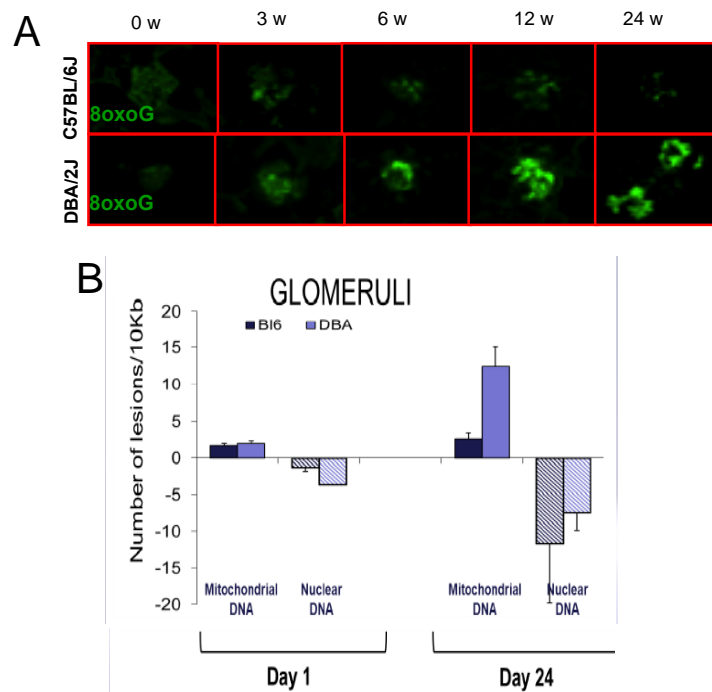 A
0 w 3 w 6 w 12 w 24 w
C57BL/6J
8oxoG
DBA/2J
8oxoG
B
GLOMERULI
Bl6 DBA
Number of lesions/10Kb
20
15
10
5
0
-5
-10
-15
-20
Mitochondrial DNA
Nuclear DNA
Mitochondrial DNA
Nuclear DNA
Day 1 Day 24